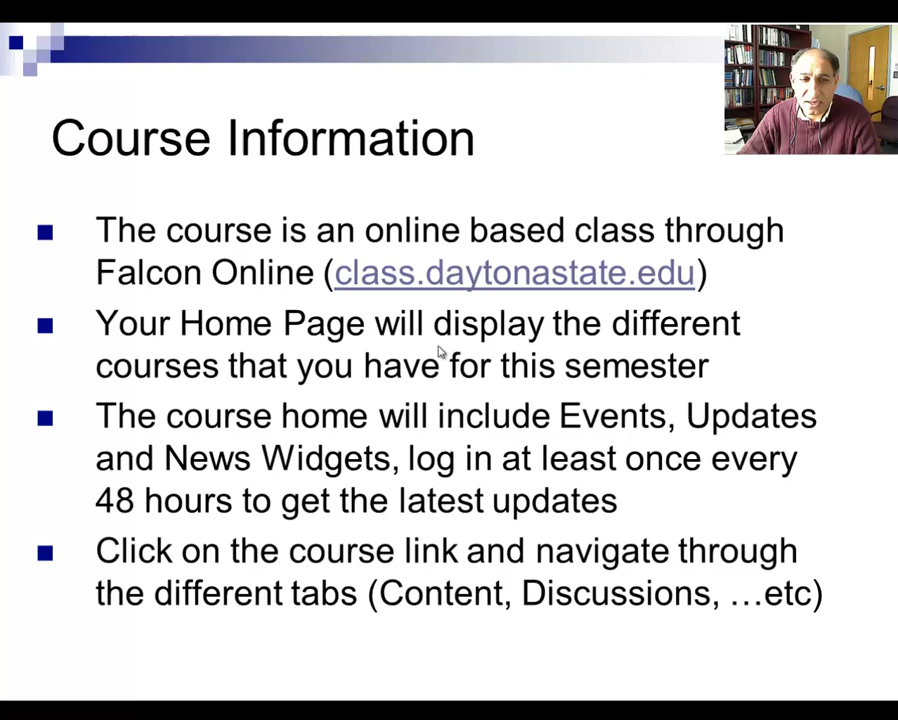 Course Information
The course is an online based class through
Falcon Online (class.daytonastate.edu)
Your Home Page will display the different
courses that you have for this semester
The course home will include Events, Updates
and News Widgets, log in at least once every
48 hours to get the latest updates
Click on the course link and navigate through
the different tabs (Content, Discussions, …etc)